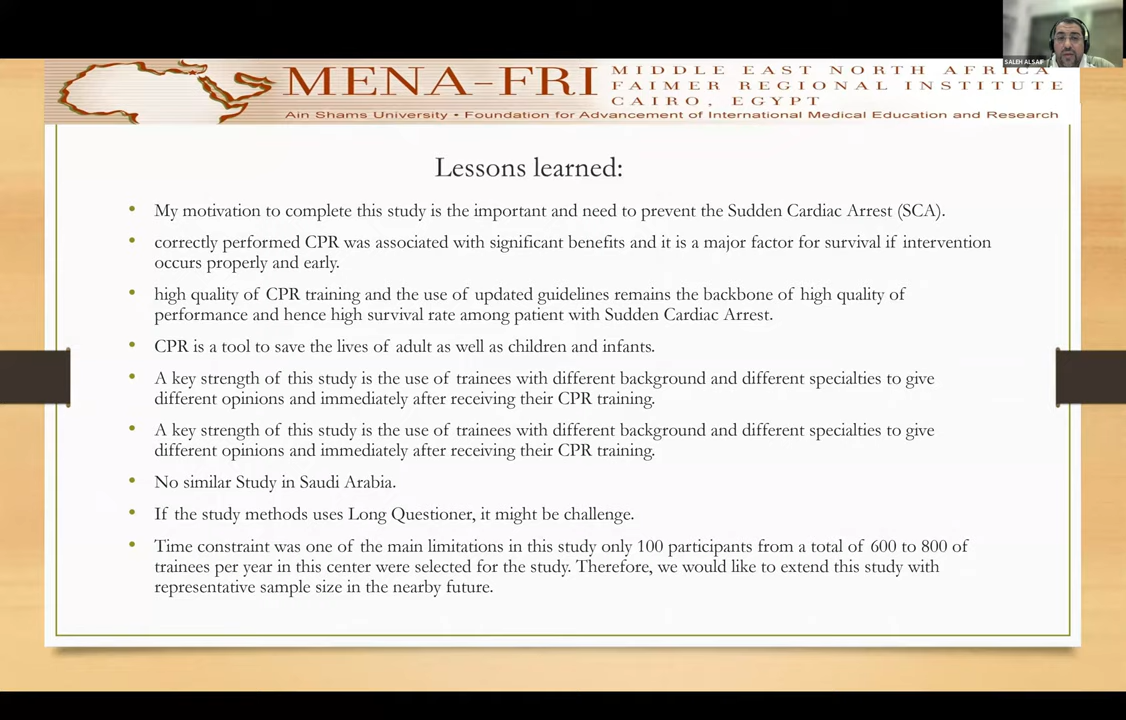 SALEH ALSAIF
MENA-FRI
MIDDLE EAST NORTH AFRICA
FAIMER REGIONAL INSTITUTE
CAIRO, EGYPT
Ain Shams University • Foundation for Advancement of International Medical Education and Research
Lessons learned:
• My motivation to complete this study is the important and need to prevent the Sudden Cardiac Arrest (SCA).
• correctly performed CPR was associated with significant benefits and it is a major factor for survival if intervention
occurs properly and early.
• high quality of CPR training and the use of updated guidelines remains the backbone of high quality of
performance and hence high survival rate among patient with Sudden Cardiac Arrest.
• CPR is a tool to save the lives of adult as well as children and infants.
• A key strength of this study is the use of trainees with different background and different specialties to give
different opinions and immediately after receiving their CPR training.
• A key strength of this study is the use of trainees with different background and different specialties to give
different opinions and immediately after receiving their CPR training.
• No similar Study in Saudi Arabia.
• If the study methods uses Long Questioner, it might be challenge.
• Time constraint was one of the main limitations in this study only 100 participants from a total of 600 to 800 of
trainees per year in this center were selected for the study. Therefore, we would like to extend this study with
representative sample size in the nearby future.